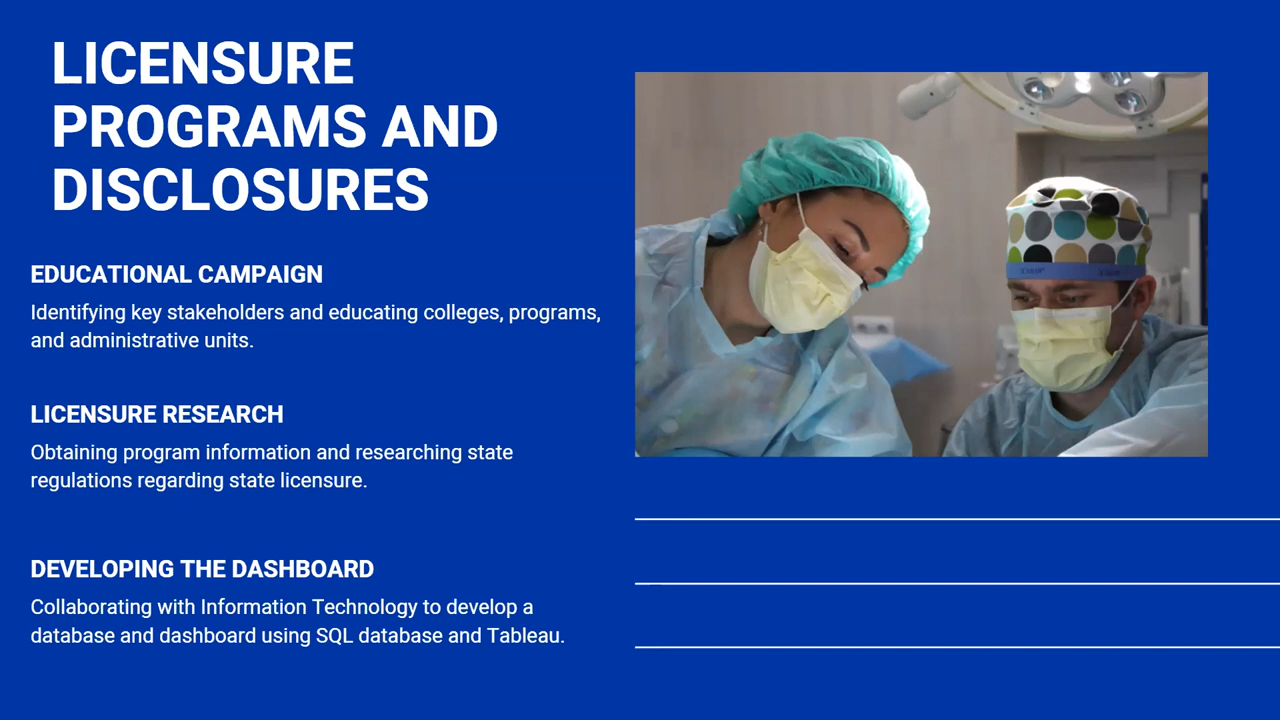 LICENSURE
PROGRAMS AND
DISCLOSURES
EDUCATIONAL CAMPAIGN
Identifying key stakeholders and educating colleges, programs,
and administrative units.
LICENSURE RESEARCH
Obtaining program information and researching state
regulations regarding state licensure.
DEVELOPING THE DASHBOARD
Collaborating with Information Technology to develop a
database and dashboard using SQL database and Tableau.